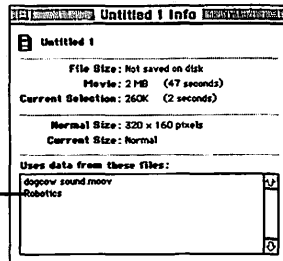 Untitled 1 Info
Untitled 1
File Size: Not saved on disk
Movie: 2 MB (47 seconds)
Current Selection: 260K (2 seconds)
Normal Size: 320 x 160 pixels
Current Size: Normal
Uses data from these files:
dogcow sound.moov
Robotics